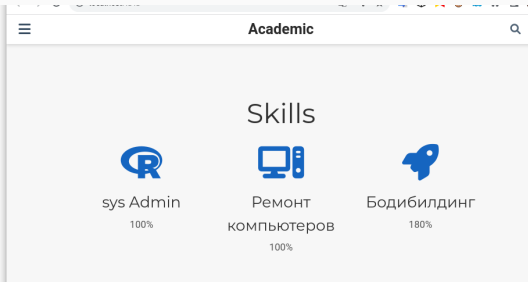 Academic
Skills
sys Admin
100%
Ремонт
компьютеров
100%
Бодибилдинг
180%